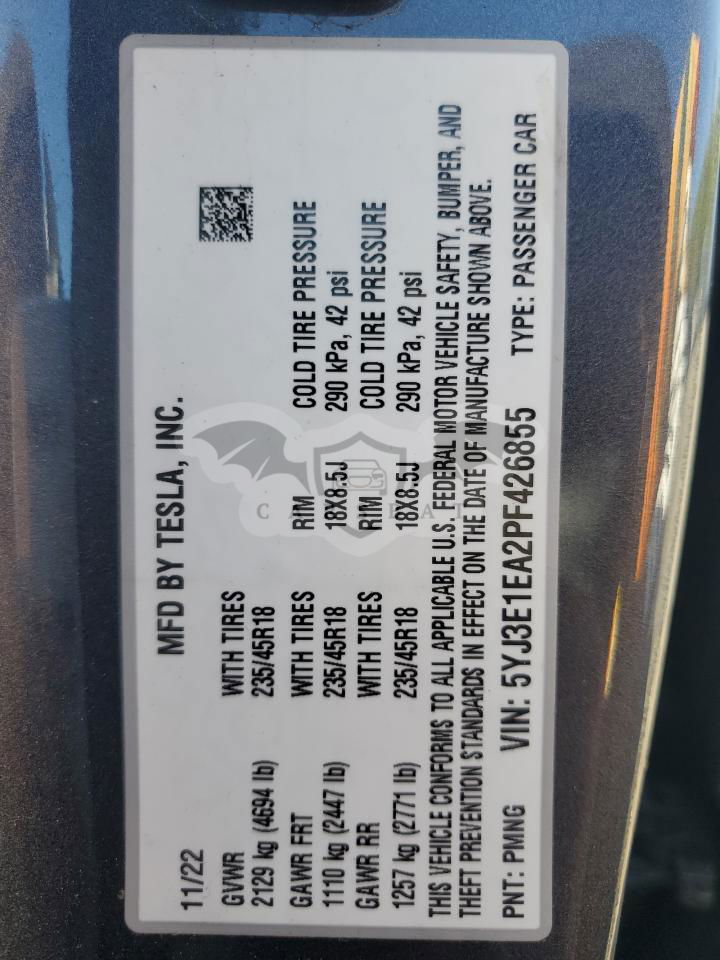 MFD BY TESLA, INC.
11/22
GVWR WITH TIRES
2129 kg (4694 lb) 235/45R18
GAWR FRT WITH TIRES RIM COLD TIRE PRESSURE
1110 kg (2447 lb) 235/45R18 18X8.5J 290 kPa, 42 psi
GAWR RR WITH TIRES RIM COLD TIRE PRESSURE
1257 kg (2771 lb) 235/45R18 18X8.5J 290 kPa, 42 psi
THIS VEHICLE CONFORMS TO ALL APPLICABLE U.S. FEDERAL MOTOR VEHICLE SAFETY, BUMPER, AND
THEFT PREVENTION STANDARDS IN EFFECT ON THE DATE OF MANUFACTURE SHOWN ABOVE.
PNT: PMNG VIN: 5YJ3E1EA2PF426855 TYPE: PASSENGER CAR